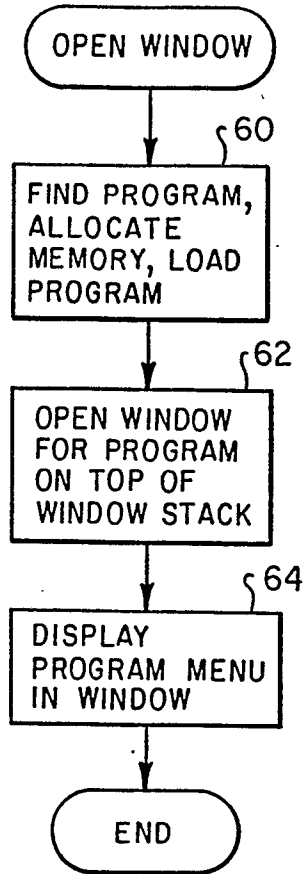 OPEN WINDOW
60
FIND PROGRAM,
ALLOCATE
MEMORY, LOAD
PROGRAM
62
OPEN WINDOW
FOR PROGRAM
ON TOP OF
WINDOW STACK
64
DISPLAY
PROGRAM MENU
IN WINDOW
END